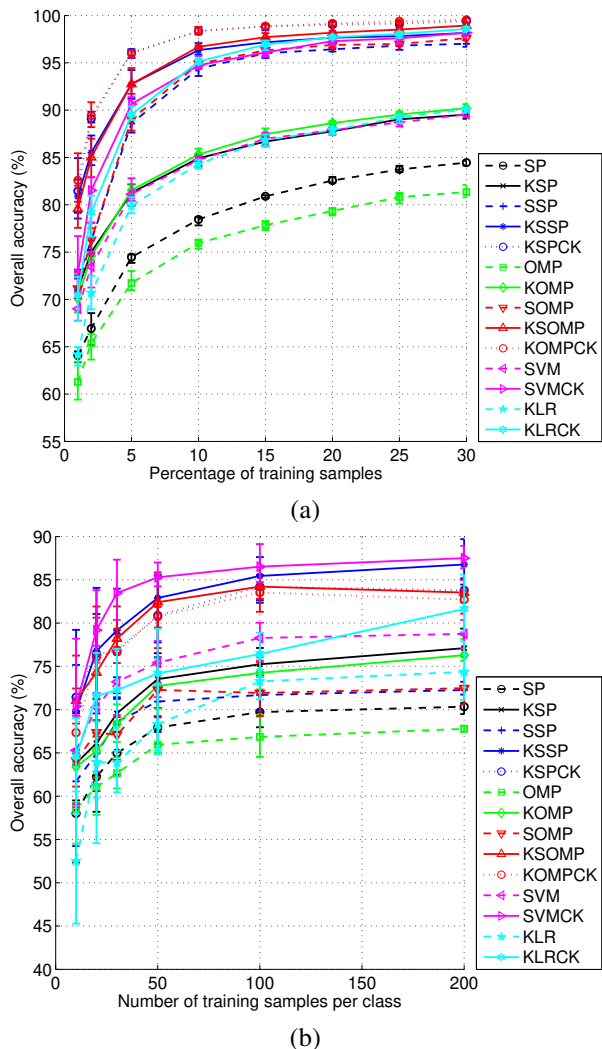 100
95
90
85
80
75
70
65
60
55
0
5
10
15
20
25
30
Overall accuracy (%)
Percentage of training samples
SP
KSP
SSP
KSSP
KSPCK
OMP
KOMP
SOMP
KSOMP
KOMPCK
SVM
SVMCK
KLR
KLRCK
(a)
90
85
80
75
70
65
60
55
50
45
40
0
50
100
150
200
Overall accuracy (%)
Number of training samples per class
SP
KSP
SSP
KSSP
KSPCK
OMP
KOMP
SOMP
KSOMP
KOMPCK
SVM
SVMCK
KLR
KLRCK
(b)